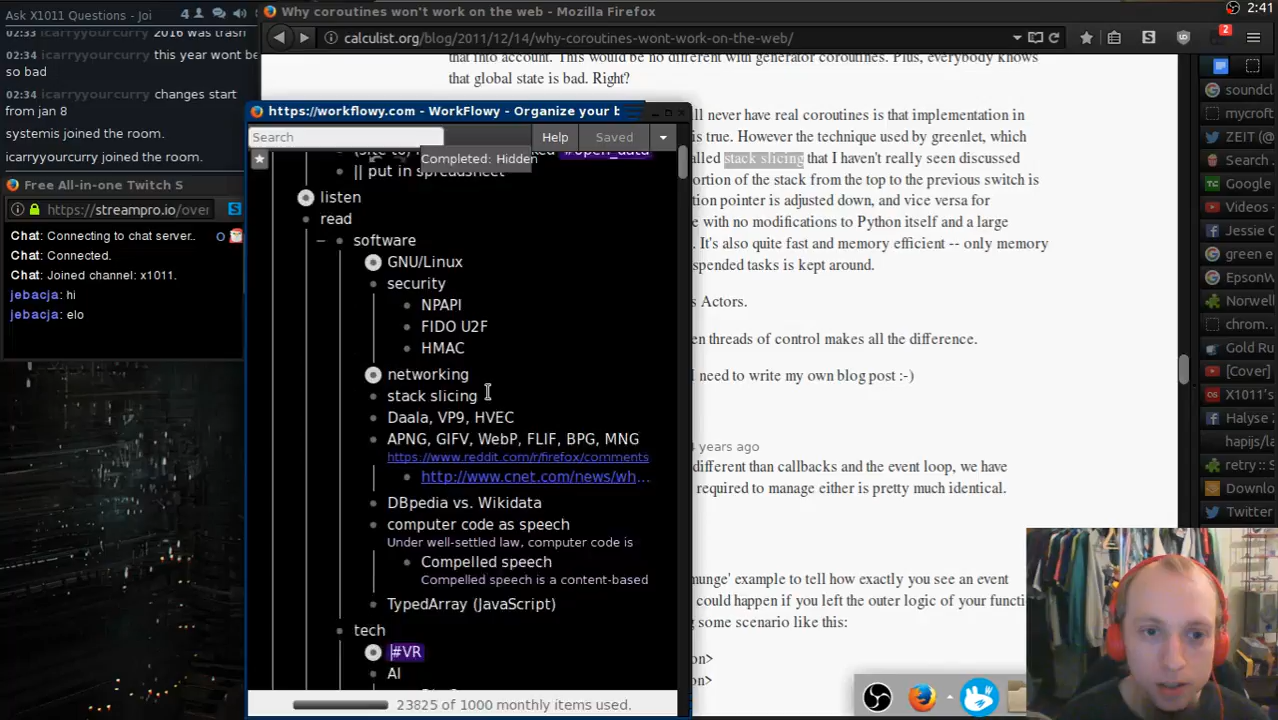 Ask X1011 Questions - Joi
4
Why coroutines won't work on the web - Mozilla Firefox
2:41
02:33 icarryyourcurry 2016 was trash
02:34 icarryyourcurry this year wont be so bad
02:34 icarryyourcurry changes start from jan 8
systemis joined the room.
icarryyourcurry joined the room.
calculist.org/blog/2011/12/14/why-coroutines-wont-work-on-the-web/
2
that into account. This would be no different with generator coroutines. Plus, everybody knows
that global state is bad. Right?
ll never have real coroutines is that implementation in
is true. However the technique used by greenlet, which
alled stack slicing that I haven't really seen discussed
ortion of the stack from the top to the previous switch is
tion pointer is adjusted down, and vice versa for
e with no modifications to Python itself and a large
. It's also quite fast and memory efficient -- only memory
spended tasks is kept around.
s Actors.
en threads of control makes all the difference.
I need to write my own blog post :-)
4 years ago
different than callbacks and the event loop, we have
required to manage either is pretty much identical.
munge' example to tell how exactly you see an event
could happen if you left the outer logic of your functi
g some scenario like this:
on>
on>
Free All-in-one Twitch S
https://streampro.io/over
Chat: Connecting to chat server..
Chat: Connected.
Chat: Joined channel: x1011.
jebacja: hi
jebacja: elo
https://workflowy.com - WorkFlowy - Organize your b
Search
Help
Saved
Completed: Hidden
#open_data
|| put in spreadsheet
listen
read
software
GNU/Linux
security
NPAPI
FIDO U2F
HMAC
networking
stack slicing
Daala, VP9, HVEC
APNG, GIFV, WebP, FLIF, BPG, MNG
https://www.reddit.com/r/firefox/comments
http://www.cnet.com/news/wh...
DBpedia vs. Wikidata
computer code as speech
Under well-settled law, computer code is
Compelled speech
Compelled speech is a content-based
TypedArray (JavaScript)
tech
#VR
AI
23825 of 1000 monthly items used.
soundcl
mycroft
ZEIT (@
Search
Google
Videos -
Jessie C
green e
EpsonW
Norwell
chrom...
Gold Ru
[Cover]
X1011's
Halyse
hapijs/l
retry ::
Downlo
Twitter